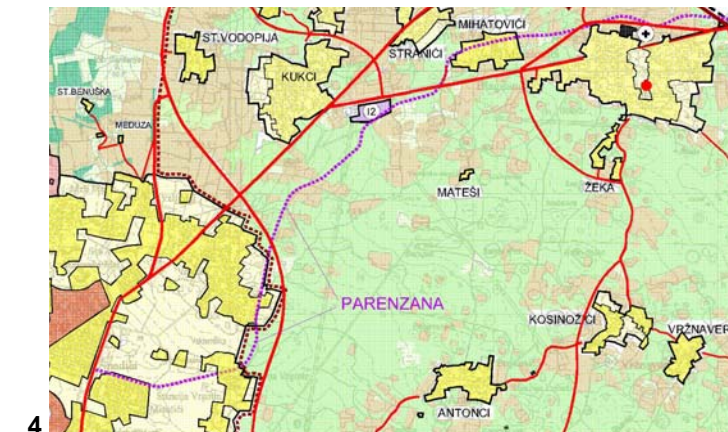 ST.VODOPIJA
MIHATOVIĆI
STRANIĆI
KUKCI
ST.BENUŠKA
I2
MEDUZA
MATEŠI
ŽEKA
PARENZANA
KOSINOŽIĆI
VRŽNAVER
ANTONCI
4